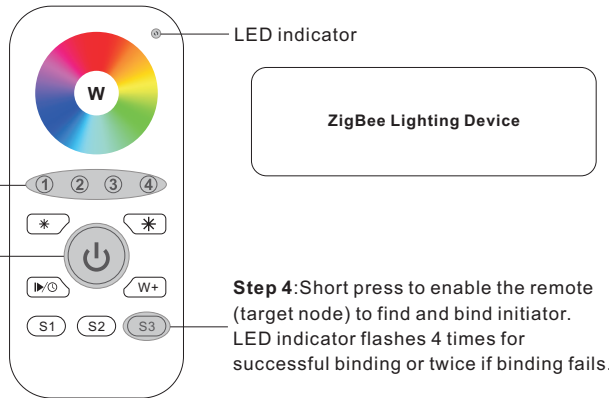 LED indicator
W
ZigBee Lighting Device
1 2 3 4
W+
Step 4:Short press to enable the remote
(target node) to find and bind initiator.
S1 S2 S3
LED indicator flashes 4 times for
successful binding or twice if binding fails.